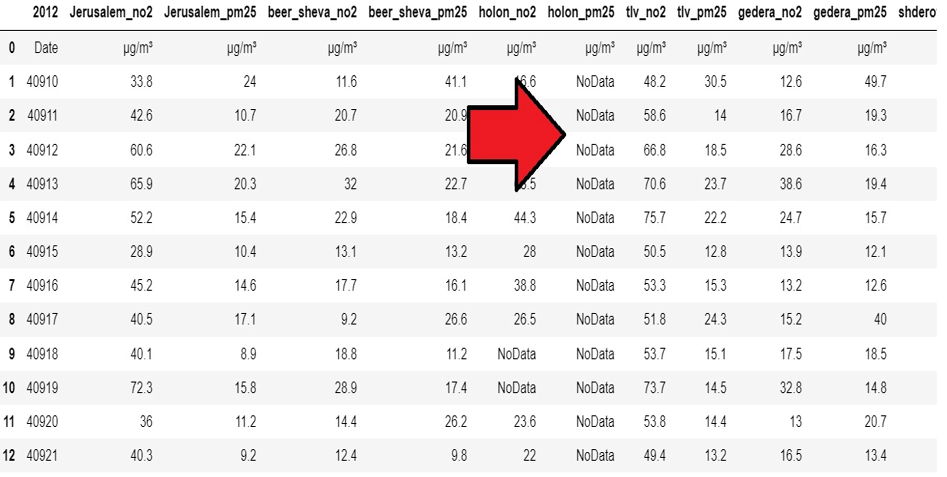 2012 Jerusalem_no2 Jerusalem_pm25 beer_sheva_no2 beer_sheva_pm25 holon_no2 holon_pm25 tlv_no2 tlv_pm25 gedera_no2 gedera_pm25
0 Date µg/m³ µg/m³ µg/m³ µg/m³ µg/m³ µg/m³ µg/m³ µg/m³ µg/m³ µg/m³
1 40910 33.8 24 11.6 41.1 NoData 48.2 30.5 12.6 49.7
2 40911 42.6 10.7 20.7 20.9 NoData 58.6 14 16.7 19.3
3 40912 60.6 22.1 26.8 21.6 NoData 66.8 18.5 28.6 16.3
4 40913 65.9 20.3 32 22.7 NoData 70.6 23.7 38.6 19.4
5 40914 52.2 15.4 22.9 18.4 44.3 NoData 75.7 22.2 24.7 15.7
6 40915 28.9 10.4 13.1 13.2 28 NoData 50.5 12.8 13.9 12.1
7 40916 45.2 14.6 17.7 16.1 38.8 NoData 53.3 15.3 13.2 12.6
8 40917 40.5 17.1 9.2 26.6 26.5 NoData 51.8 24.3 15.2 40
9 40918 40.1 8.9 18.8 11.2 NoData NoData 53.7 15.1 17.5 18.5
10 40919 72.3 15.8 28.9 17.4 NoData NoData 73.7 14.5 32.8 14.8
11 40920 36 11.2 14.4 26.2 23.6 NoData 53.8 14.4 13 20.7
12 40921 40.3 9.2 12.4 9.8 22 NoData 49.4 13.2 16.5 13.4